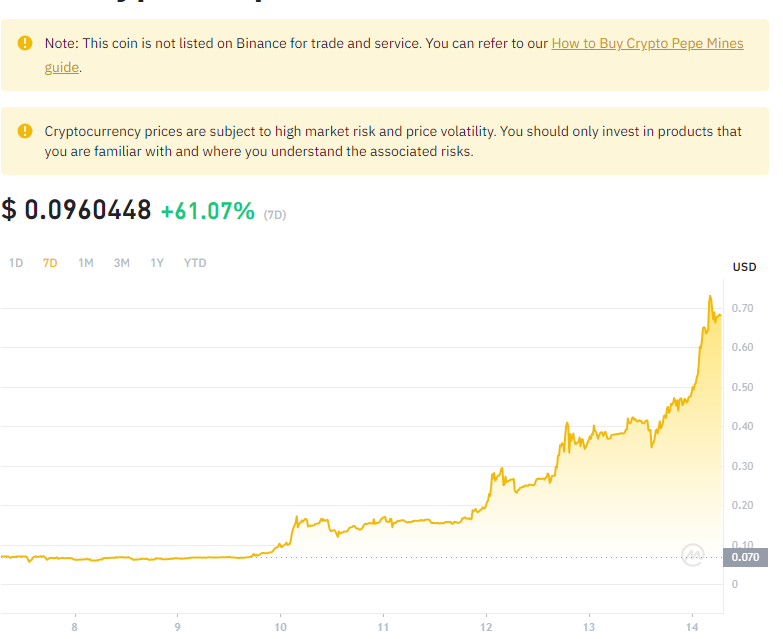 Note: This coin is not listed on Binance for trade and service. You can refer to our How to Buy Crypto Pepe Mines
guide.
Cryptocurrency prices are subject to high market risk and price volatility. You should only invest in products that
you are familiar with and where you understand the associated risks.
$ 0.0960448 +61.07% (7D)
1D 7D 1M 3M 1Y YTD
USD
0.70
0.60
0.50
0.40
0.30
0.20
0.10
0.070
0
8 9 10 11 12 13 14